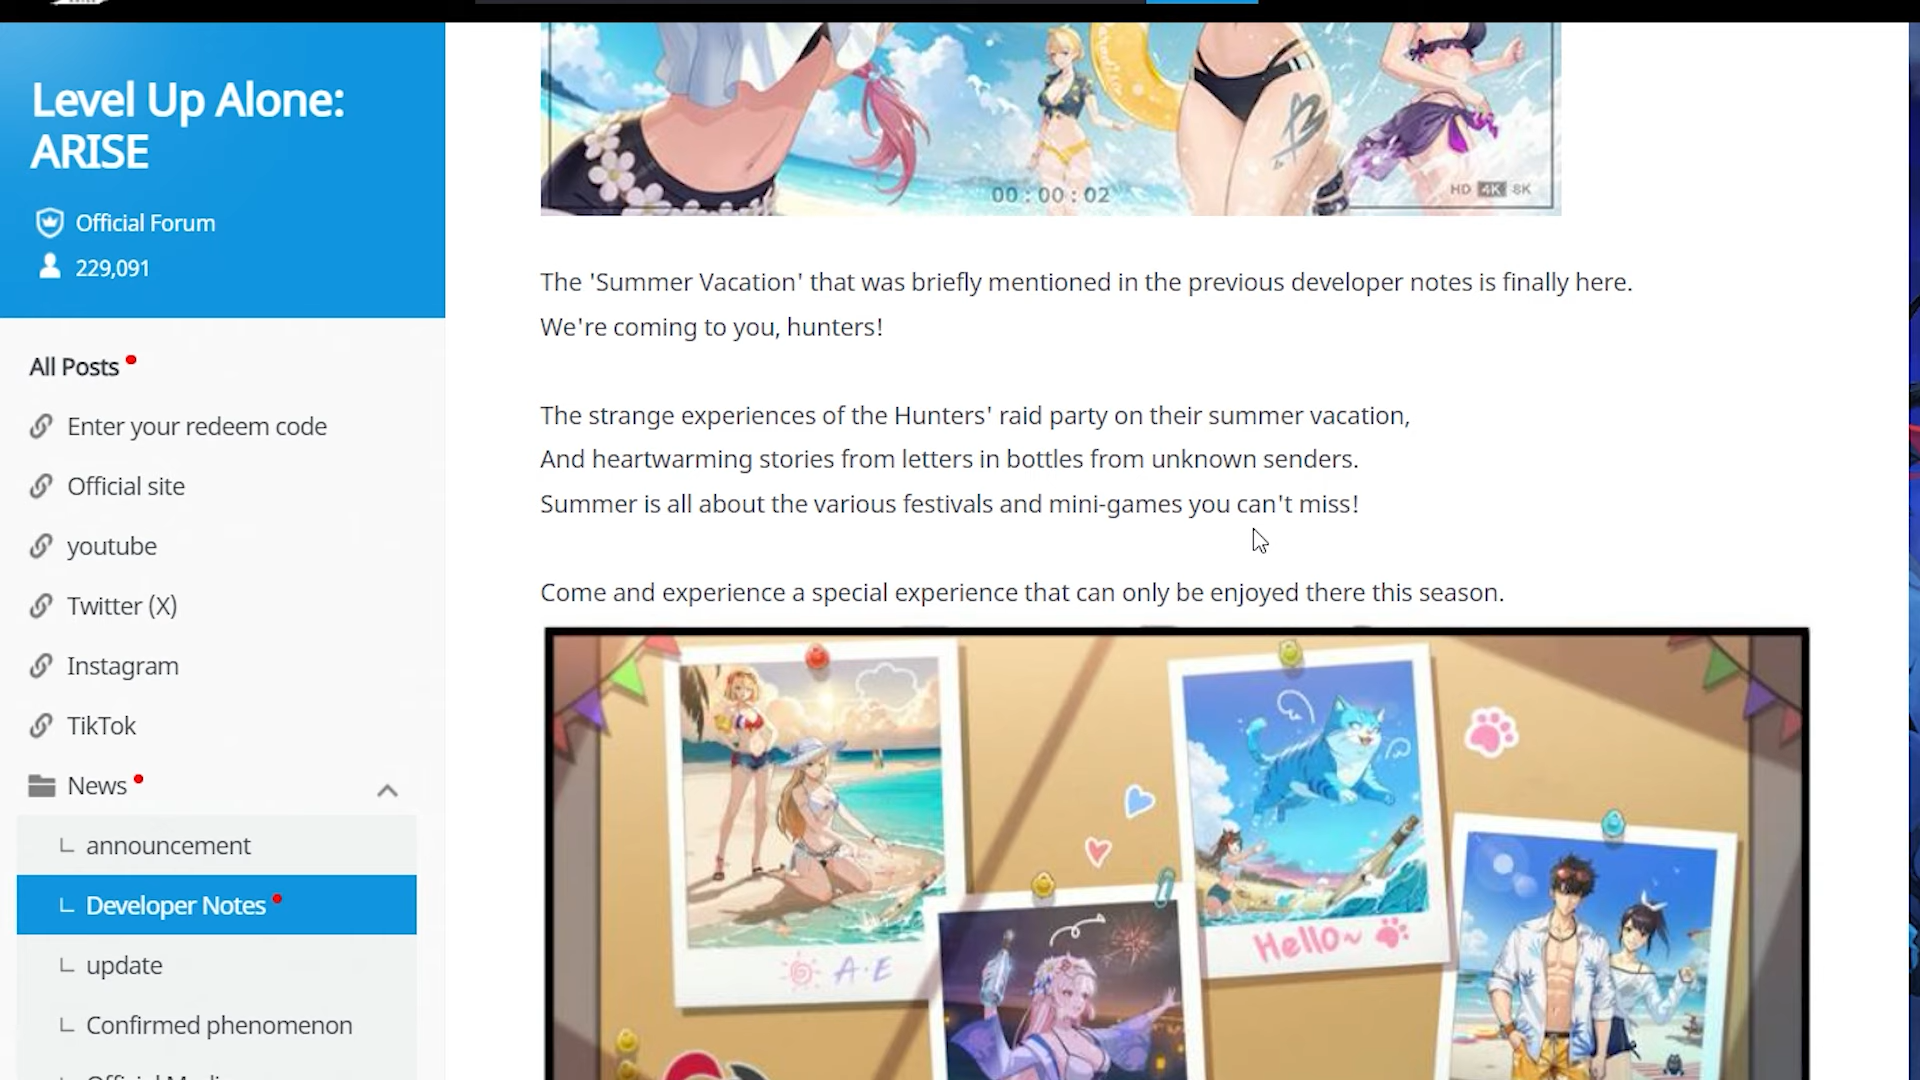 Level Up Alone:
ARISE
Official Forum
229,091
All Posts
Enter your redeem code
Official site
youtube
Twitter (X)
Instagram
TikTok
News
announcement
Developer Notes
update
Confirmed phenomenon
00 : 00 : 02
HD 4K 8K
The 'Summer Vacation' that was briefly mentioned in the previous developer notes is finally here.
We're coming to you, hunters!
The strange experiences of the Hunters' raid party on their summer vacation,
And heartwarming stories from letters in bottles from unknown senders.
Summer is all about the various festivals and mini-games you can't miss!
Come and experience a special experience that can only be enjoyed there this season.
A·E
Hello~